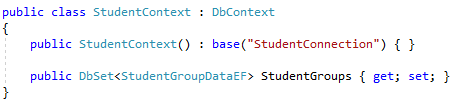 public class StudentContext : DbContext
{
    public StudentContext() : base("StudentConnection") { }
    public DbSet<StudentGroupDataEF> StudentGroups { get; set; }
}